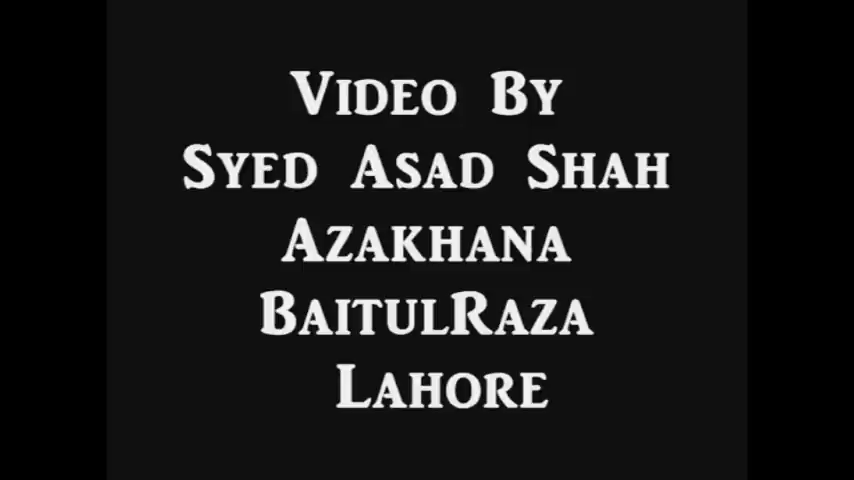 Video By
Syed Asad Shah
Azakhana
BaitulRaza
Lahore